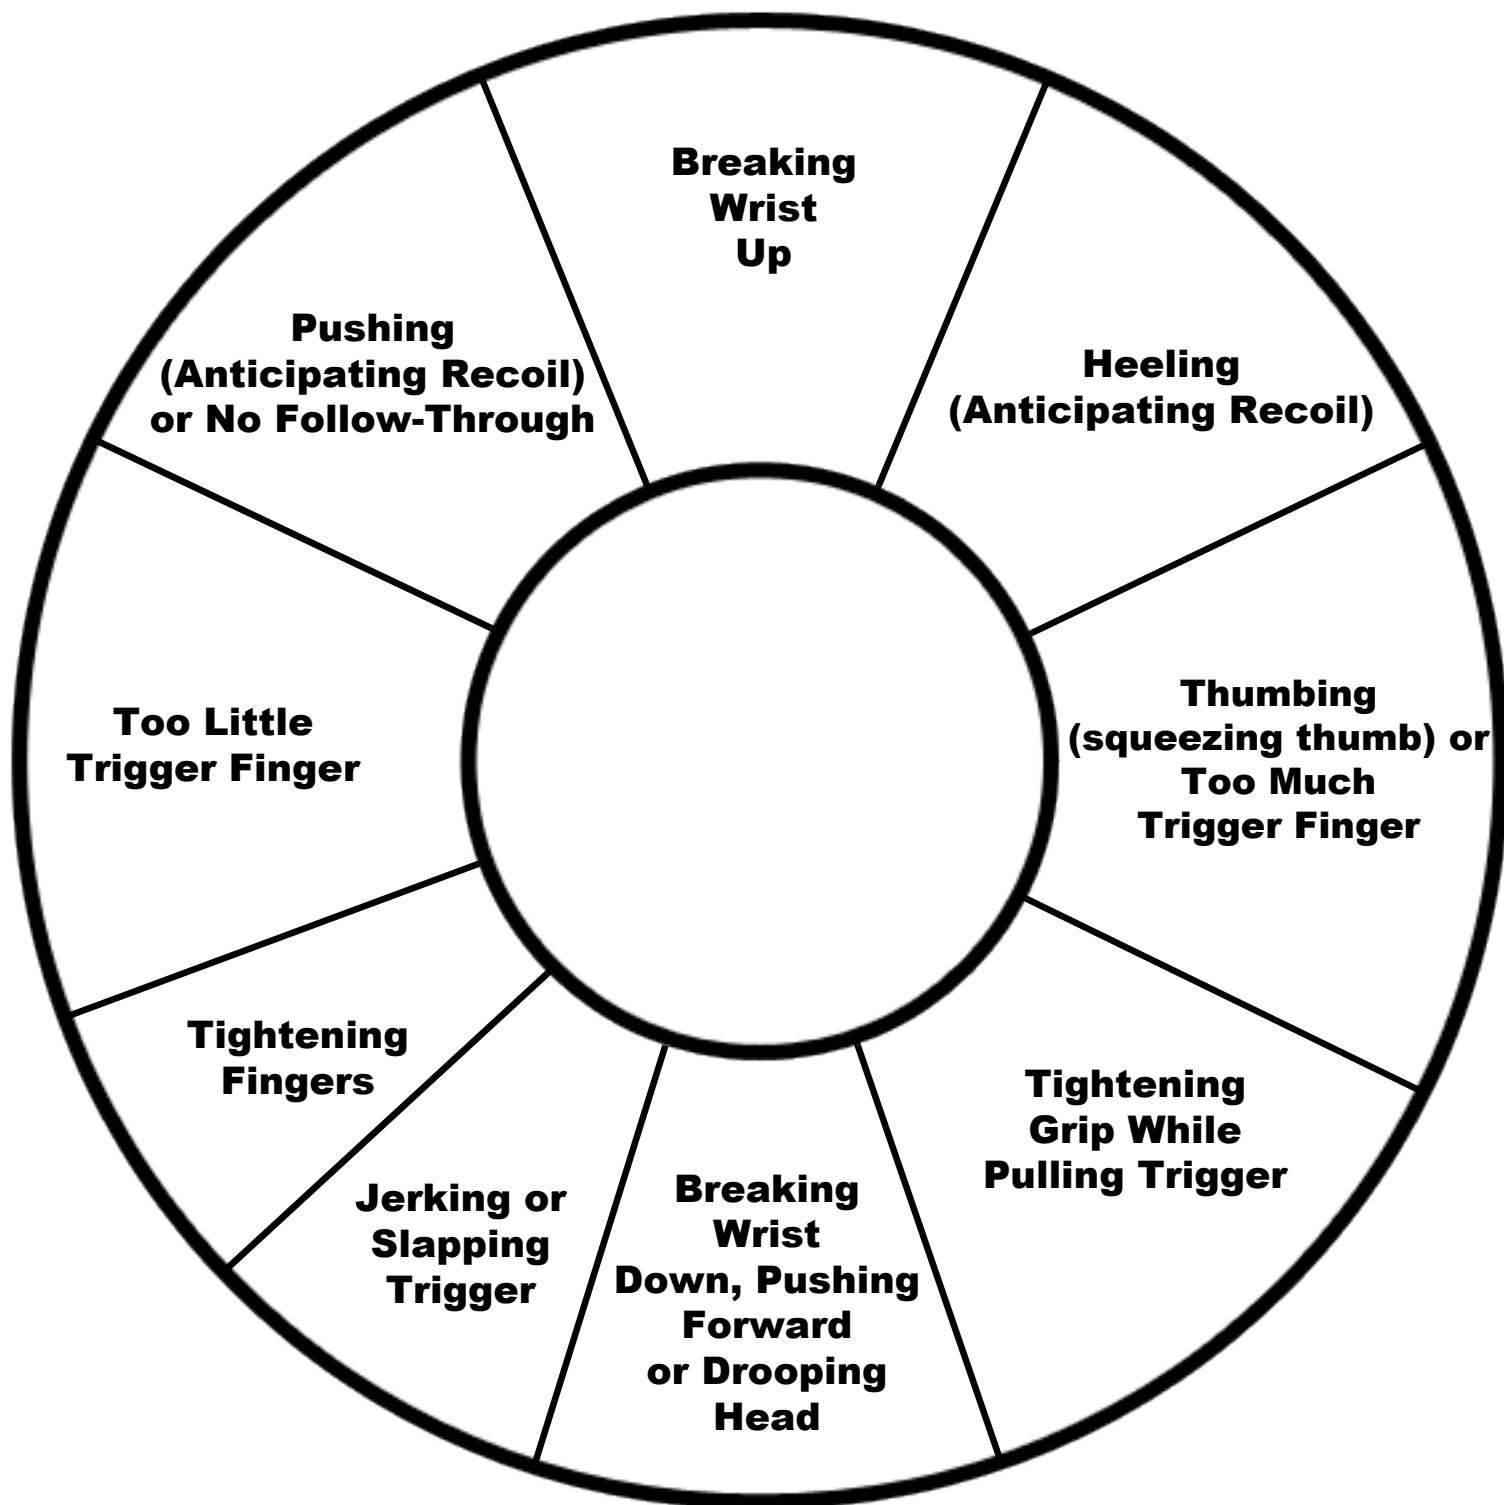 Breaking
Wrist
Up
Pushing
(Anticipating Recoil)
or No Follow-Through
Heeling
(Anticipating Recoil)
Too Little
Trigger Finger
Thumbing
(squeezing thumb) or
Too Much
Trigger Finger
Tightening
Fingers
Tightening
Grip While
Pulling Trigger
Jerking or
Slapping
Trigger
Breaking
Wrist
Down, Pushing
Forward
or Drooping
Head